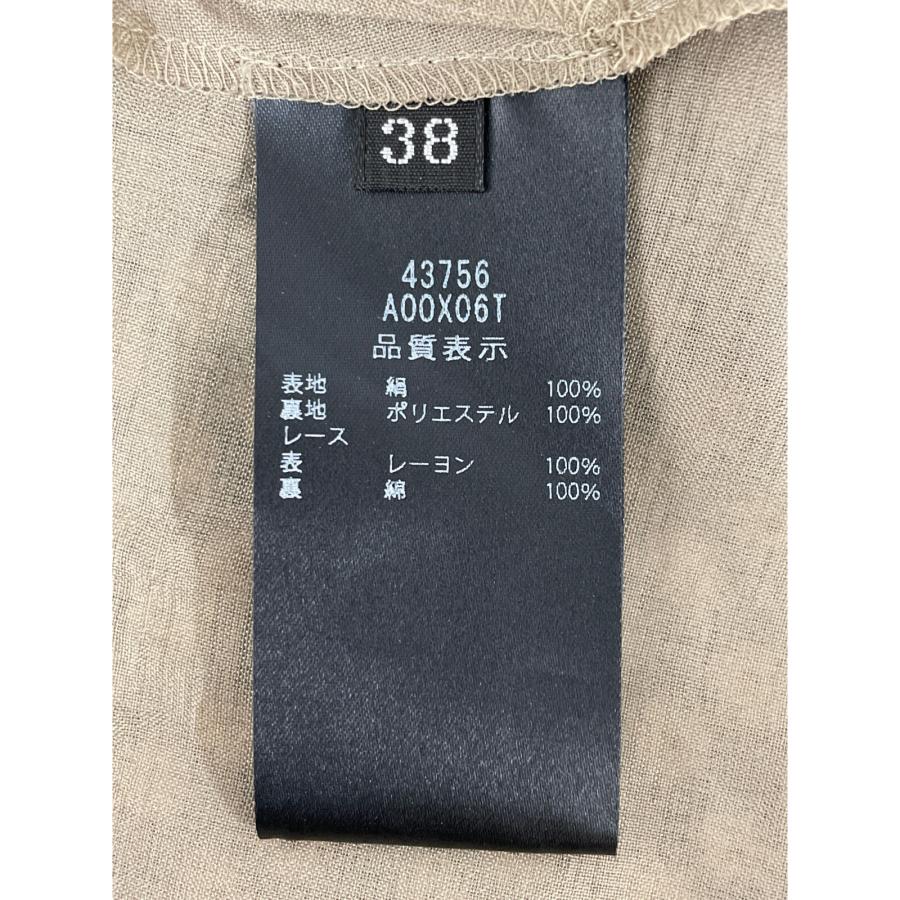 38
43756
A00X06T
品質表示
表地 絹 100%
裏地 ポリエステル 100%
レース
表 レーヨン 100%
裏 綿 100%